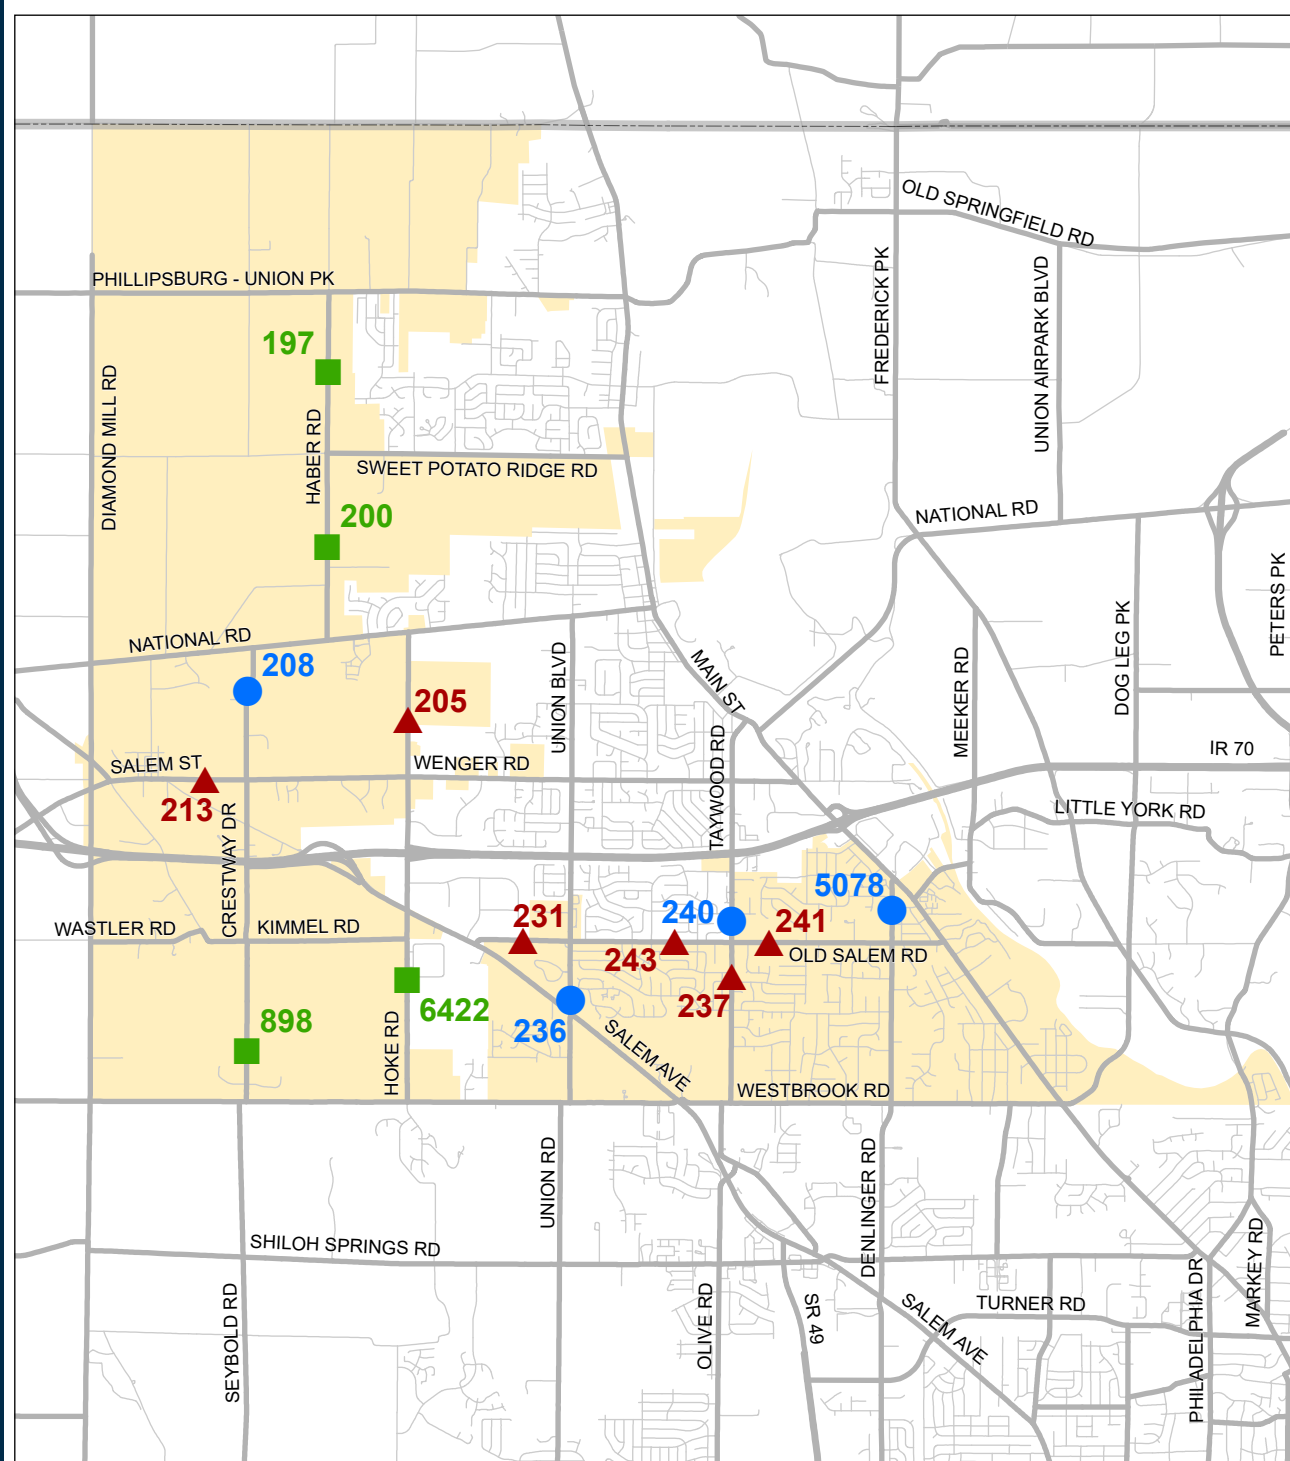 OLD SPRINGFIELD RD
PHILLIPSBURG - UNION PK
FREDERICK PK
UNION AIRPARK BLVD
197
DIAMOND MILL RD
HABER RD
SWEET POTATO RIDGE RD
200
NATIONAL RD
PETERS PK
NATIONAL RD
208
205
UNION BLVD
MAIN ST
MEEKER RD
DOG LEG PK
SALEM ST
WENGER RD
TAYWOOD RD
IR 70
213
CRESTWAY DR
LITTLE YORK RD
5078
WASTLER RD
KIMMEL RD
231
240
241
243
OLD SALEM RD
237
898
6422
236
HOKE RD
SALEM AVE
WESTBROOK RD
UNION RD
DENLINGER RD
SHILOH SPRINGS RD
SEYBOLD RD
OLIVE RD
SR 49
SALEM AVE
TURNER RD
PHILADELPHIA DR
MARKEY RD